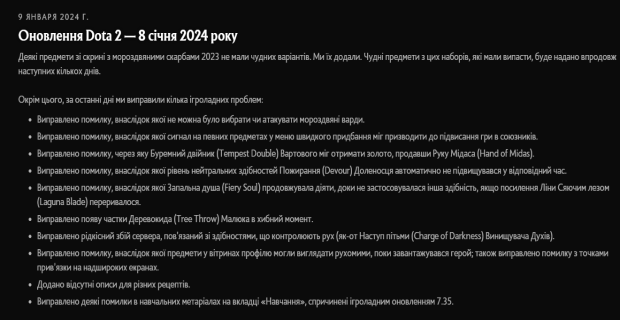 9 ЯНВАРЯ 2024 Г.
Оновлення Dota 2 — 8 січня 2024 року
Деякі предмети зі скрині з мороздвяними скарбами 2023 не мали чудних варіантів. Ми їх додали. Чудні предмети з цих наборів, які мали випасти, буде надано впродовж
наступних кількох днів.
Окрім цього, за останні дні ми виправили кілька ігроладних проблем:
• Виправлено помилку, внаслідок якої не можна було вибрати чи атакувати мороздвяні варди.
• Виправлено помилку, внаслідок якої сигнал на певних предметах у меню швидкого придбання міг призводити до підвисання гри в союзників.
• Виправлено помилку, через яку Буремний двійник (Tempest Double) Вартового міг отримати золото, продавши Руку Мідаса (Hand of Midas).
• Виправлено помилку, внаслідок якої рівень нейтральних здібностей Пожирання (Devour) Доленосця автоматично не підвищувався у відповідний час.
• Виправлено помилку, внаслідок якої Запальна душа (Fiery Soul) продовжувала діяти, доки не застосовувалася інша здібність, якщо посилення Ліни Сяючим лезом
(Laguna Blade) переривалося.
• Виправлено появу частки Деревокида (Tree Throw) Малюка в хибний момент.
• Виправлено рідкісний збій сервера, пов'язаний зі здібностями, що контролюють рух (як-от Наступ пітьми (Charge of Darkness) Винищувача Духів).
• Виправлено помилку, внаслідок якої предмети у вітринах профілю могли виглядати рухомими, поки завантажувався герой; також виправлено помилку з точками
прив'язки на надшироких екранах.
• Додано відсутні описи для різних рецептів.
• Виправлено деякі помилки в навчальних метаріалах на вкладці «Навчання», спричинені ігроладним оновленням 7.35.